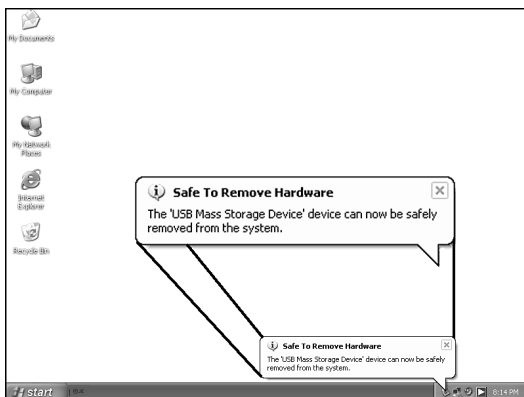 My Documents
My Computer
My Network
Places
Internet
Explorer
Recycle Bin
Safe To Remove Hardware
The 'USB Mass Storage Device' device can now be safely
removed from the system.
Safe To Remove Hardware
The 'USB Mass Storage Device' device can now be safely
removed from the system.
start
8:14 PM